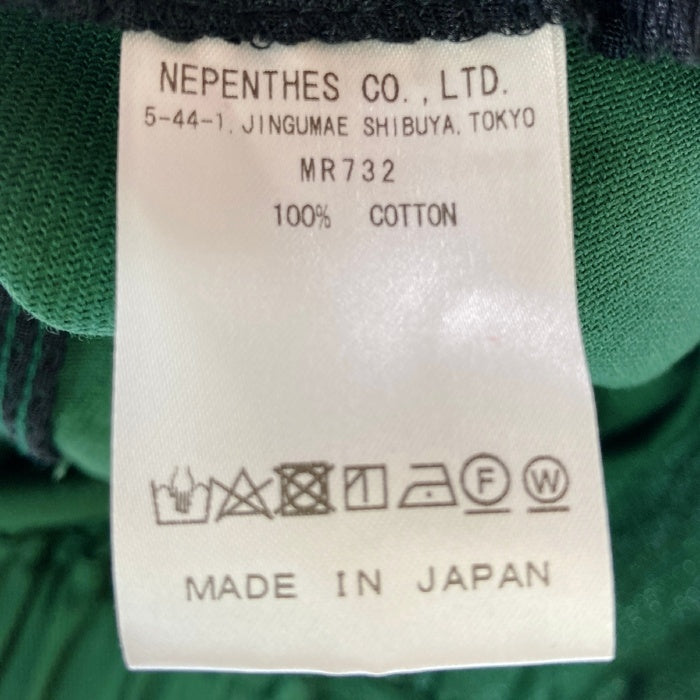 NEPENTHES CO.,LTD.
5-44-1, JINGUMAE SHIBUYA, TOKYO
MR732
100% COTTON
F W
MADE IN JAPAN